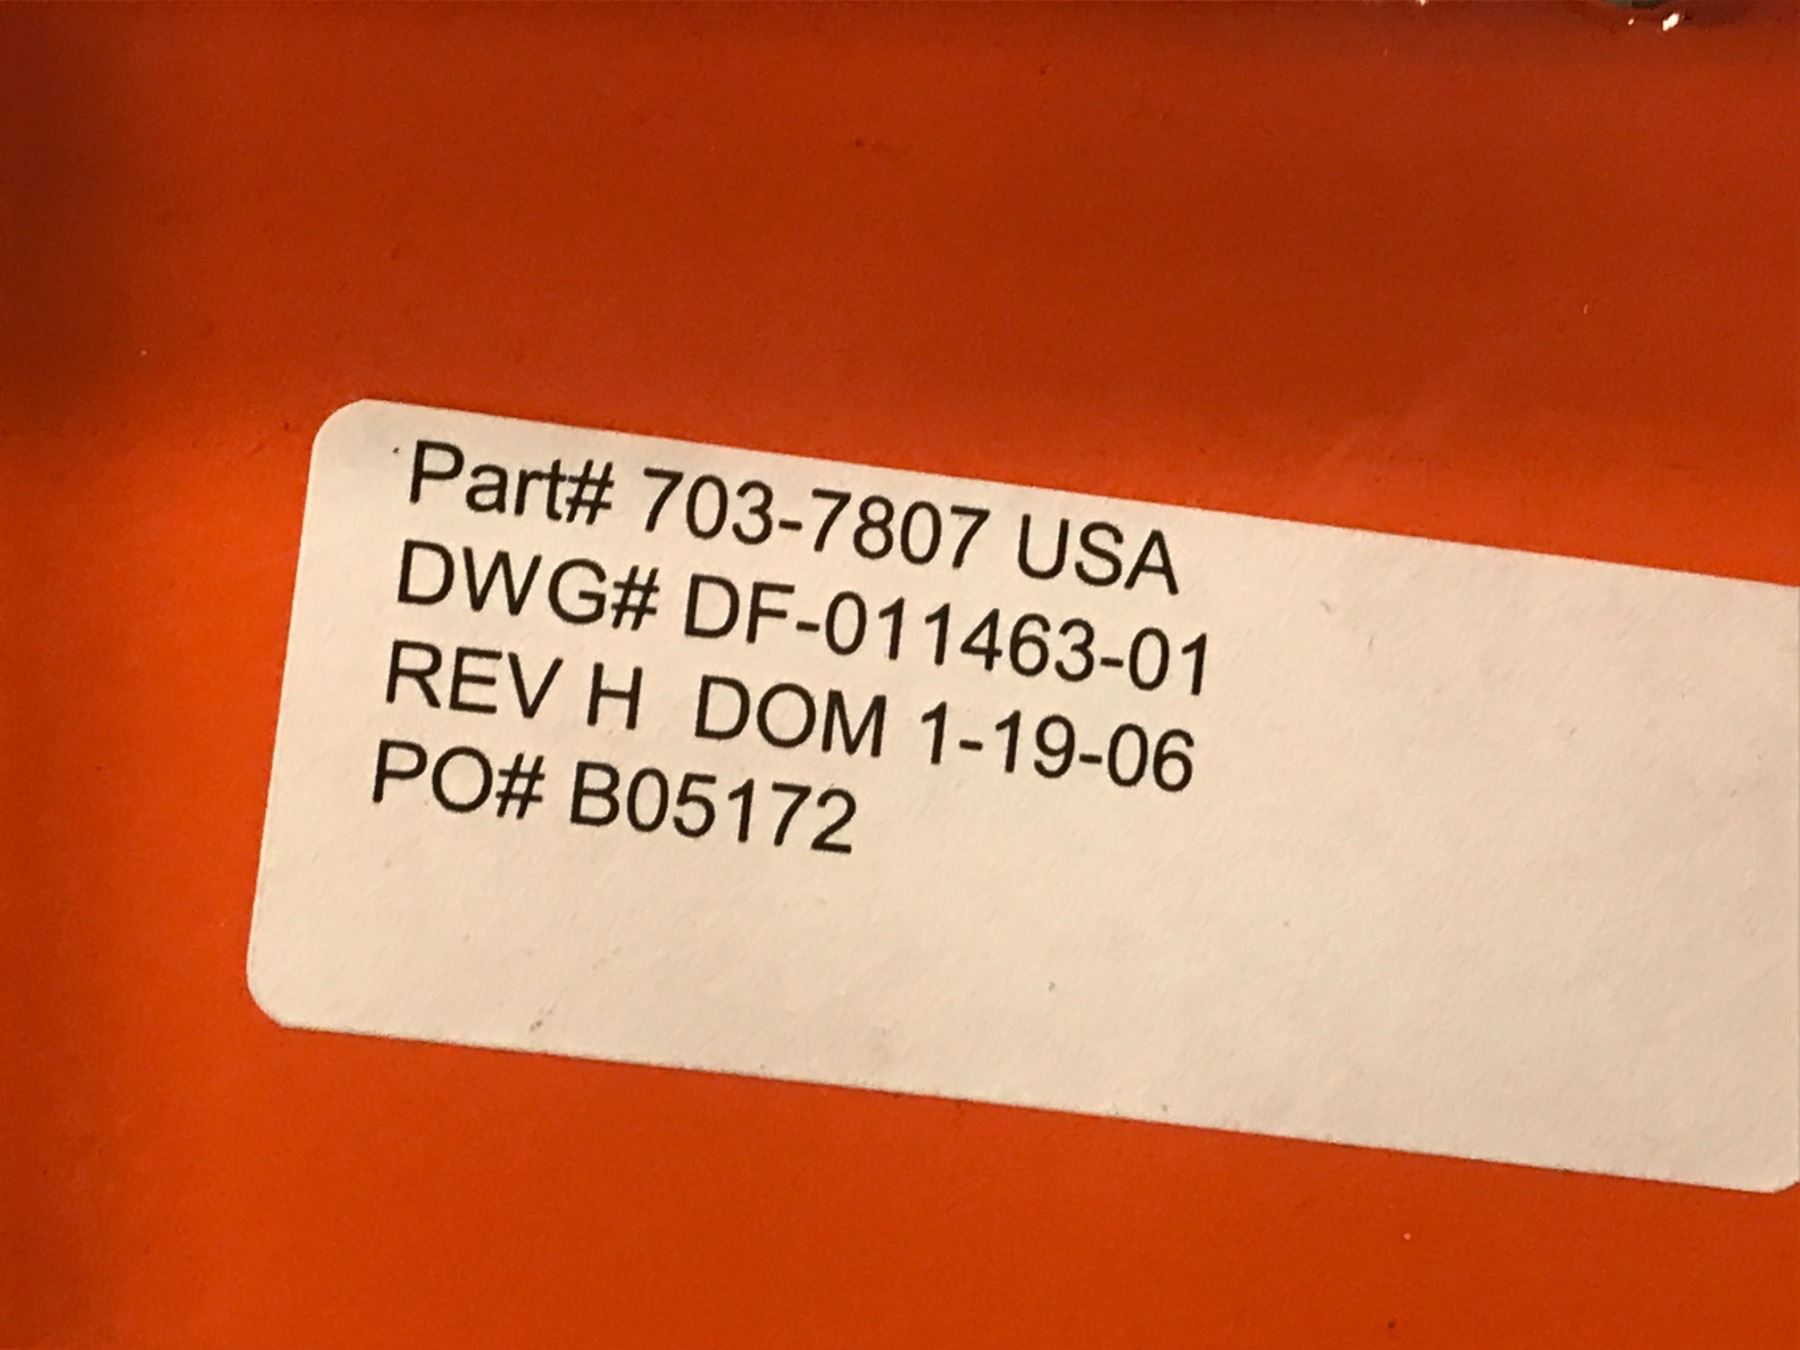 Part# 703-7807 USA
DWG# DF-011463-01
REV H  DOM 1-19-06
PO# B05172